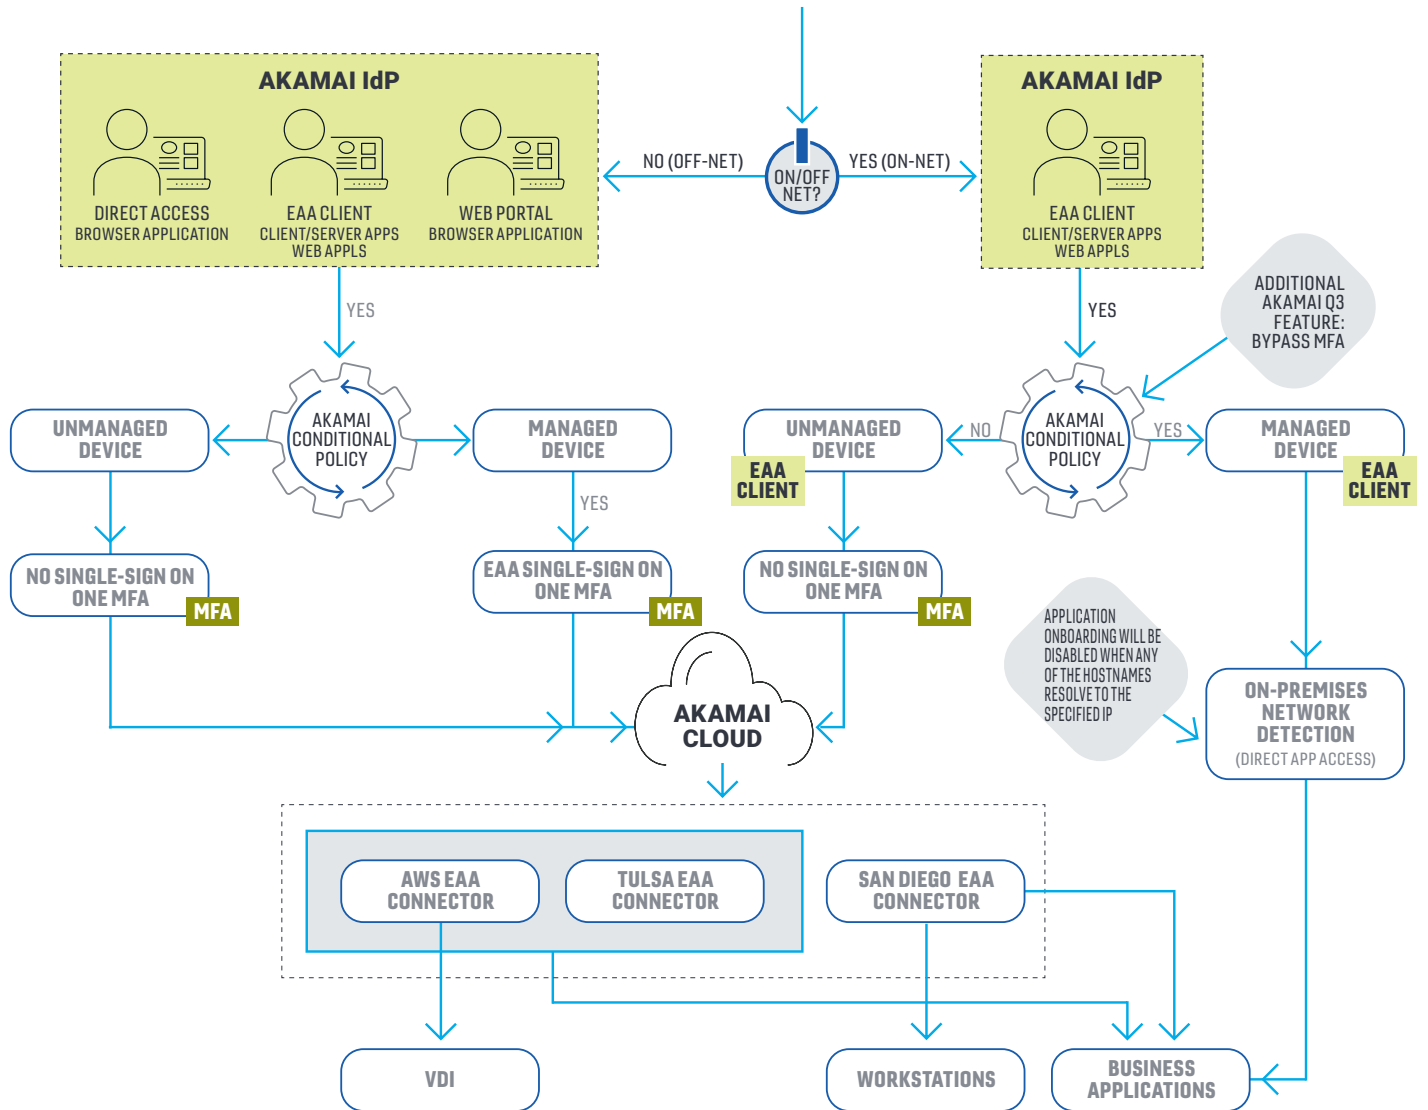 AKAMAI IdP
DIRECT ACCESS
BROWSER APPLICATION
EAA CLIENT
CLIENT/SERVER APPS
WEB APPLS
WEB PORTAL
BROWSER APPLICATION
NO (OFF-NET)
ON/OFF
NET?
YES (ON-NET)
AKAMAI IdP
EAA CLIENT
CLIENT/SERVER APPS
WEB APPLS
ADDITIONAL
AKAMAI Q3
FEATURE:
BYPASS MFA
YES
YES
UNMANAGED
DEVICE
AKAMAI
CONDITIONAL
POLICY
MANAGED
DEVICE
UNMANAGED
DEVICE
EAA
CLIENT
NO
AKAMAI
CONDITIONAL
POLICY
YES
MANAGED
DEVICE
EAA
CLIENT
YES
NO SINGLE-SIGN ON
ONE MFA
MFA
EAA SINGLE-SIGN ON
ONE MFA
MFA
NO SINGLE-SIGN ON
ONE MFA
MFA
APPLICATION
ONBOARDING WILL BE
DISABLED WHEN ANY
OF THE HOSTNAMES
RESOLVE TO THE
SPECIFIED IP
ON-PREMISES
NETWORK
DETECTION
(DIRECT APP ACCESS)
AKAMAI
CLOUD
AWS EAA
CONNECTOR
TULSA EAA
CONNECTOR
SAN DIEGO EAA
CONNECTOR
VDI
WORKSTATIONS
BUSINESS
APPLICATIONS